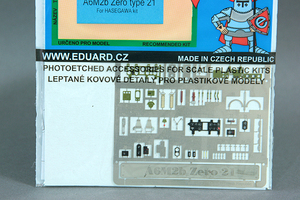 A6M2b Zero type 21
For HASEGAWA kit
URČENO PRO MODEL:
RECOMMENDED KIT
WWW.EDUARD.CZ
MADE IN CZECH REPUBLIC
PHOTOETCHED ACCESSORIES FOR SCALE PLASTIC KITS
LEPTANÉ KOVOVÉ DETAILY PRO PLASTIKOVÉ MODELY
A6M2b Zero 21